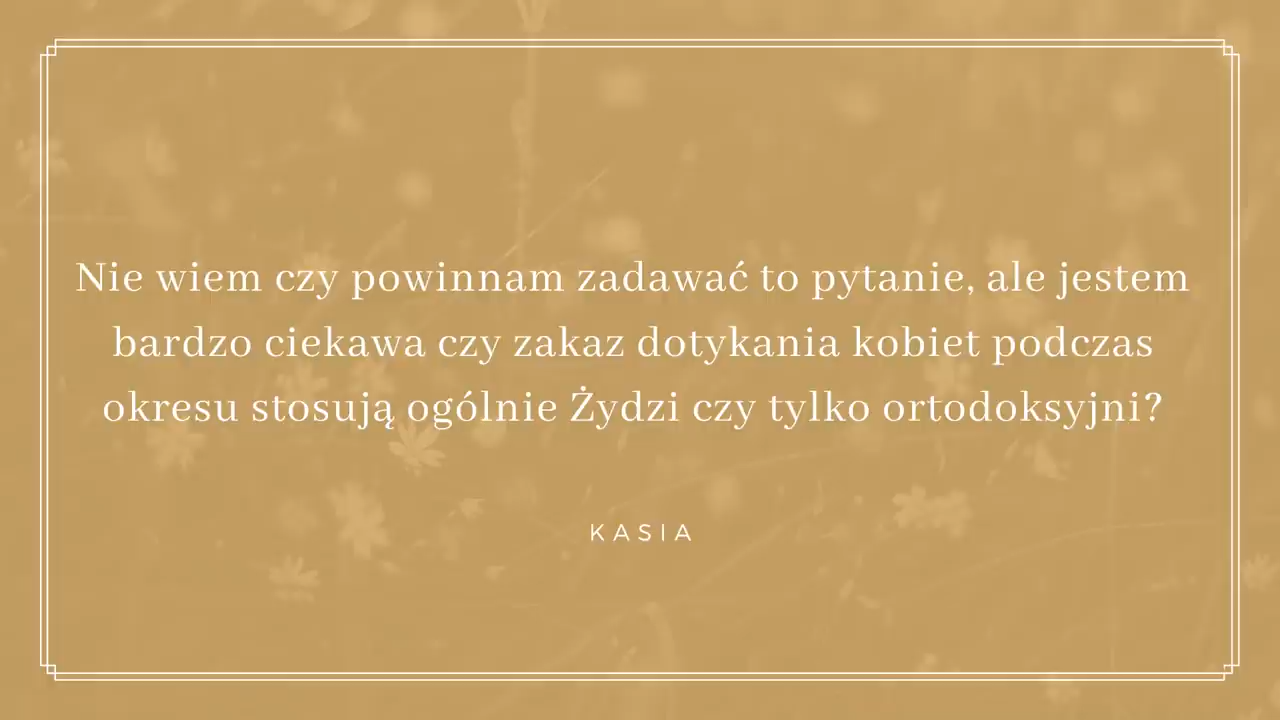 Nie wiem czy powinnam zadawać to pytanie, ale jestem
bardzo ciekawa czy zakaz dotykania kobiet podczas
okresu stosują ogólnie Żydzi czy tylko ortodoksyjni?
KASIA